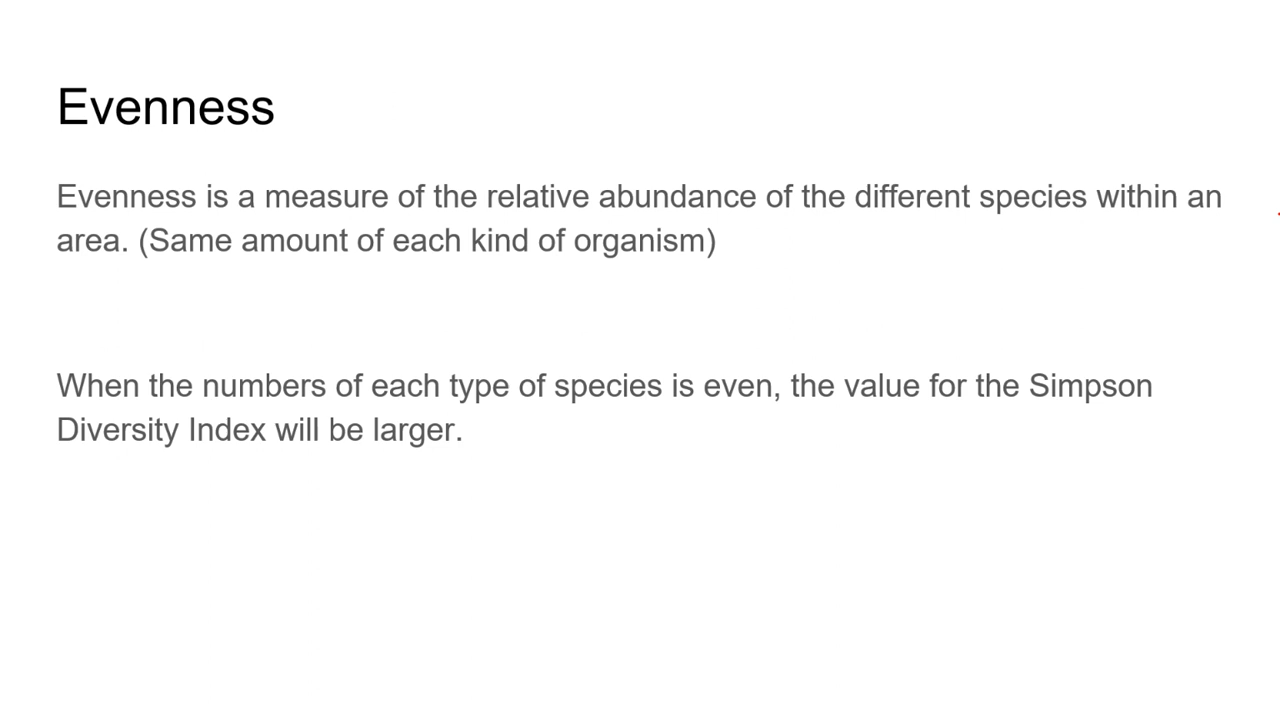 Evenness
Evenness is a measure of the relative abundance of the different species within an
area. (Same amount of each kind of organism)
When the numbers of each type of species is even, the value for the Simpson
Diversity Index will be larger.